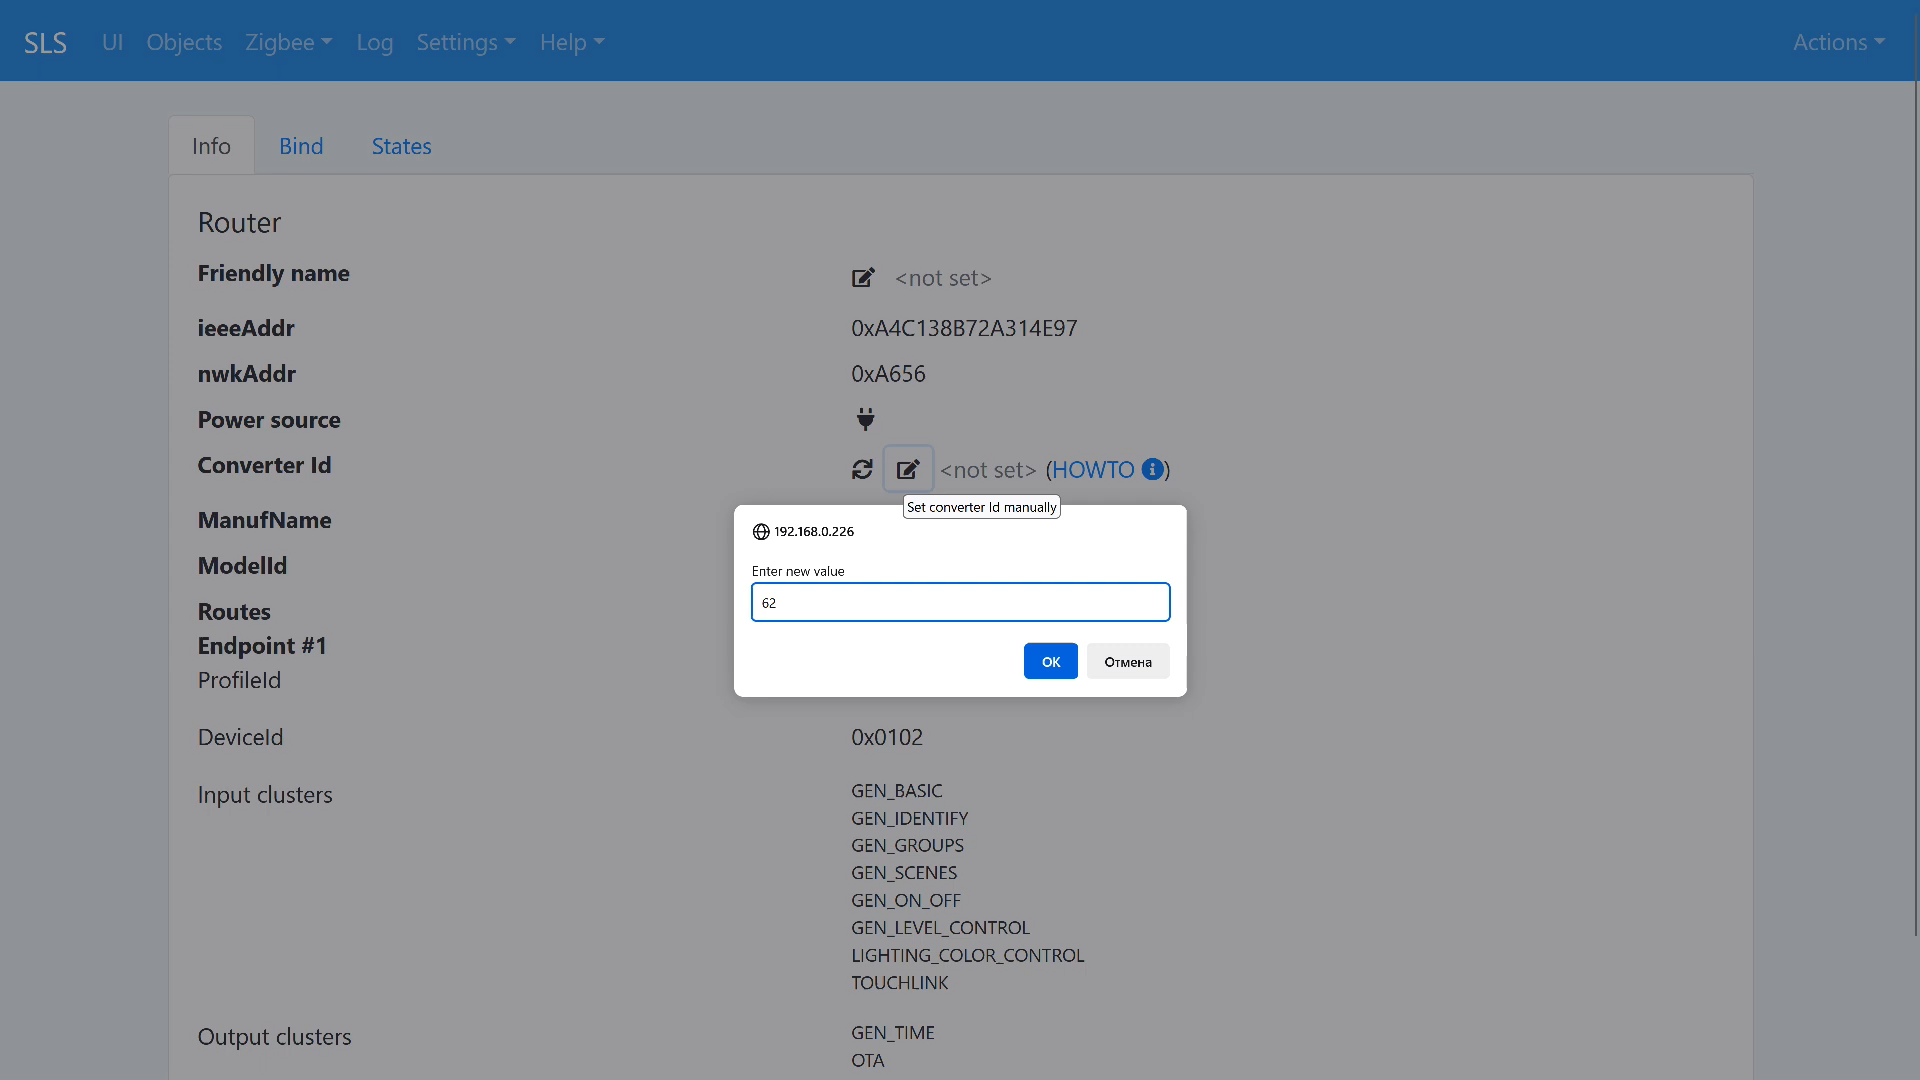 SLS UI Objects Zigbee Log Settings Help Actions
Info Bind States
Router
Friendly name <not set>
ieeeAddr 0xA4C138B72A314E97
nwkAddr 0xA656
Power source
Converter Id <not set> (HOWTO)
Set converter Id manually
ManufName
192.168.0.226
ModelId
Enter new value
62
Routes
Endpoint #1
OK Отмена
ProfileId
DeviceId 0x0102
Input clusters GEN_BASIC
GEN_IDENTIFY
GEN_GROUPS
GEN_SCENES
GEN_ON_OFF
GEN_LEVEL_CONTROL
LIGHTING_COLOR_CONTROL
TOUCHLINK
Output clusters GEN_TIME
OTA